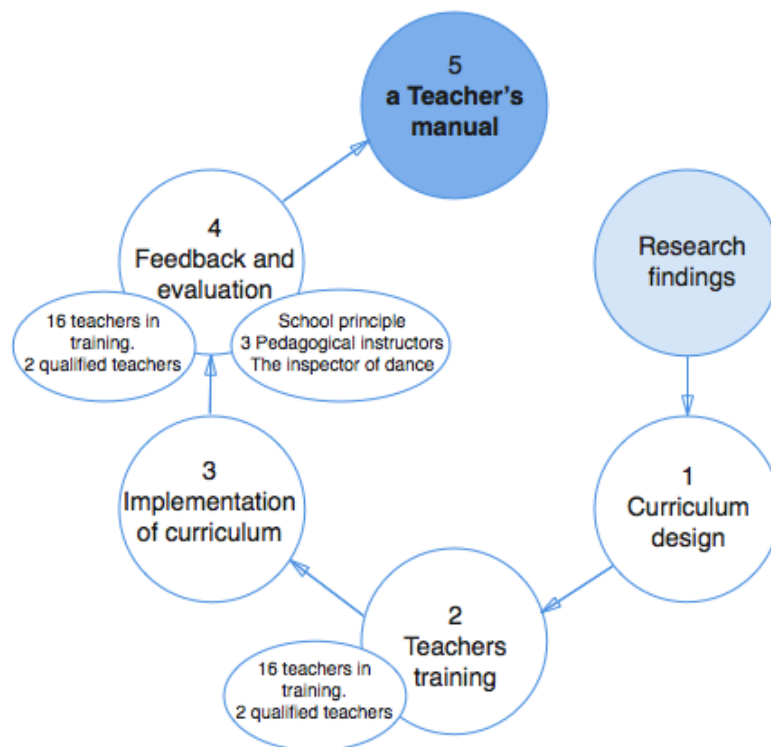 5
a Teacher's
manual
Research
findings
4
Feedback and
evaluation
16 teachers in
training.
2 qualified teachers
School principle
3 Pedagogical instructors
The inspector of dance
3
Implementation
of curriculum
1
Curriculum
design
2
Teachers
training
16 teachers in
training.
2 qualified teachers